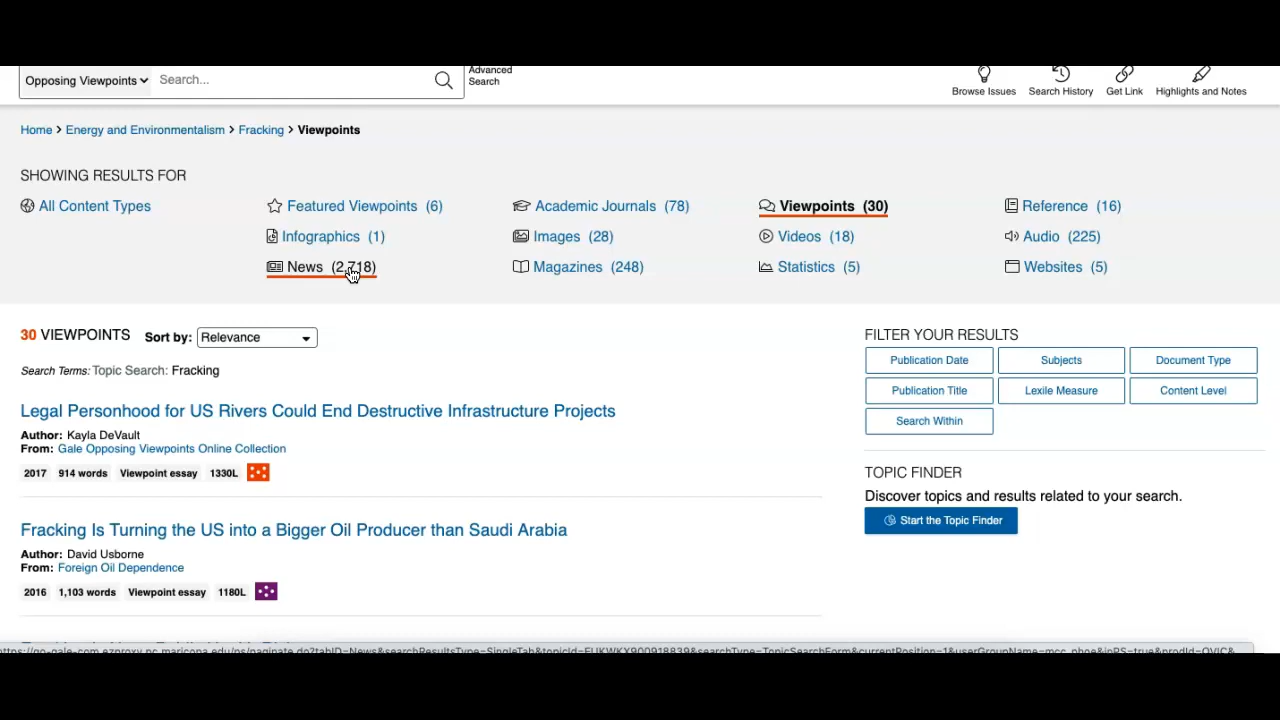 Opposing Viewpoints Search... Advanced Search
Browse Issues Search History Get Link Highlights and Notes
Home > Energy and Environmentalism > Fracking > Viewpoints
SHOWING RESULTS FOR
All Content Types Featured Viewpoints (6) Academic Journals (78) Viewpoints (30) Reference (16)
Infographics (1) Images (28) Videos (18) Audio (225)
News (2,718) Magazines (248) Statistics (5) Websites (5)
30 VIEWPOINTS Sort by: Relevance
Search Terms: Topic Search: Fracking
Legal Personhood for US Rivers Could End Destructive Infrastructure Projects
Author: Kayla DeVault
From: Gale Opposing Viewpoints Online Collection
2017 914 words Viewpoint essay 1330L
Fracking Is Turning the US into a Bigger Oil Producer than Saudi Arabia
Author: David Usborne
From: Foreign Oil Dependence
2016 1,103 words Viewpoint essay 1180L
FILTER YOUR RESULTS
Publication Date Subjects Document Type
Publication Title Lexile Measure Content Level
Search Within
TOPIC FINDER
Discover topics and results related to your search.
Start the Topic Finder